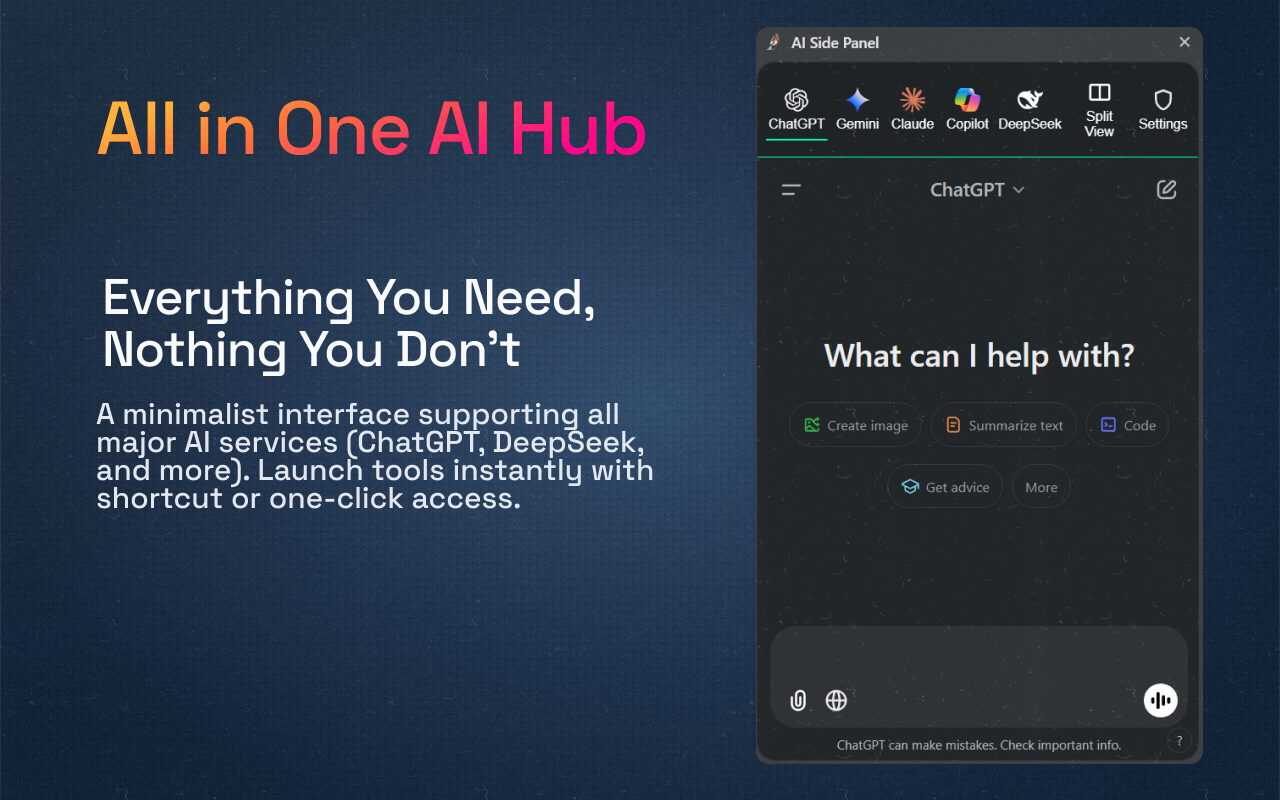 All in One AI Hub
Everything You Need,
Nothing You Don't
A minimalist interface supporting all
major AI services (ChatGPT, DeepSeek,
and more). Launch tools instantly with
shortcut or one-click access.
AI Side Panel
ChatGPT
Gemini
Claude
Copilot
DeepSeek
Split
View
Settings
ChatGPT
What can I help with?
Create image
Summarize text
Code
Get advice
More
ChatGPT can make mistakes. Check important info.
?